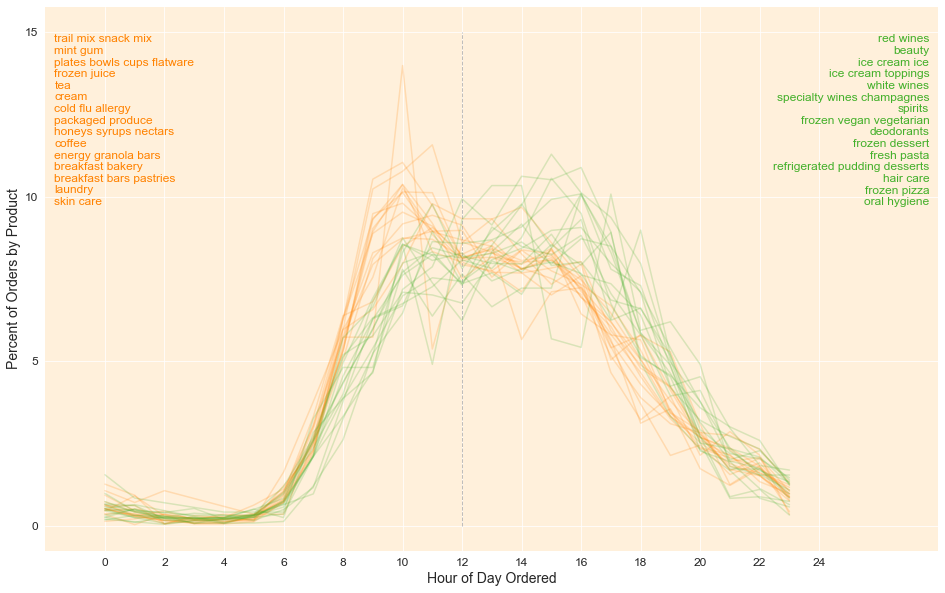 15
trail mix snack mix
mint gum
plates bowls cups flatware
frozen juice
tea
cream
cold flu allergy
packaged produce
honeys syrups nectars
coffee
energy granola bars
breakfast bakery
breakfast bars pastries
laundry
skin care
red wines
beauty
ice cream ice
ice cream toppings
white wines
specialty wines champagnes
spirits
frozen vegan vegetarian
deodorants
frozen dessert
fresh pasta
refrigerated pudding desserts
hair care
frozen pizza
oral hygiene
10
5
0
Percent of Orders by Product
0 2 4 6 8 10 12 14 16 18 20 22 24
Hour of Day Ordered